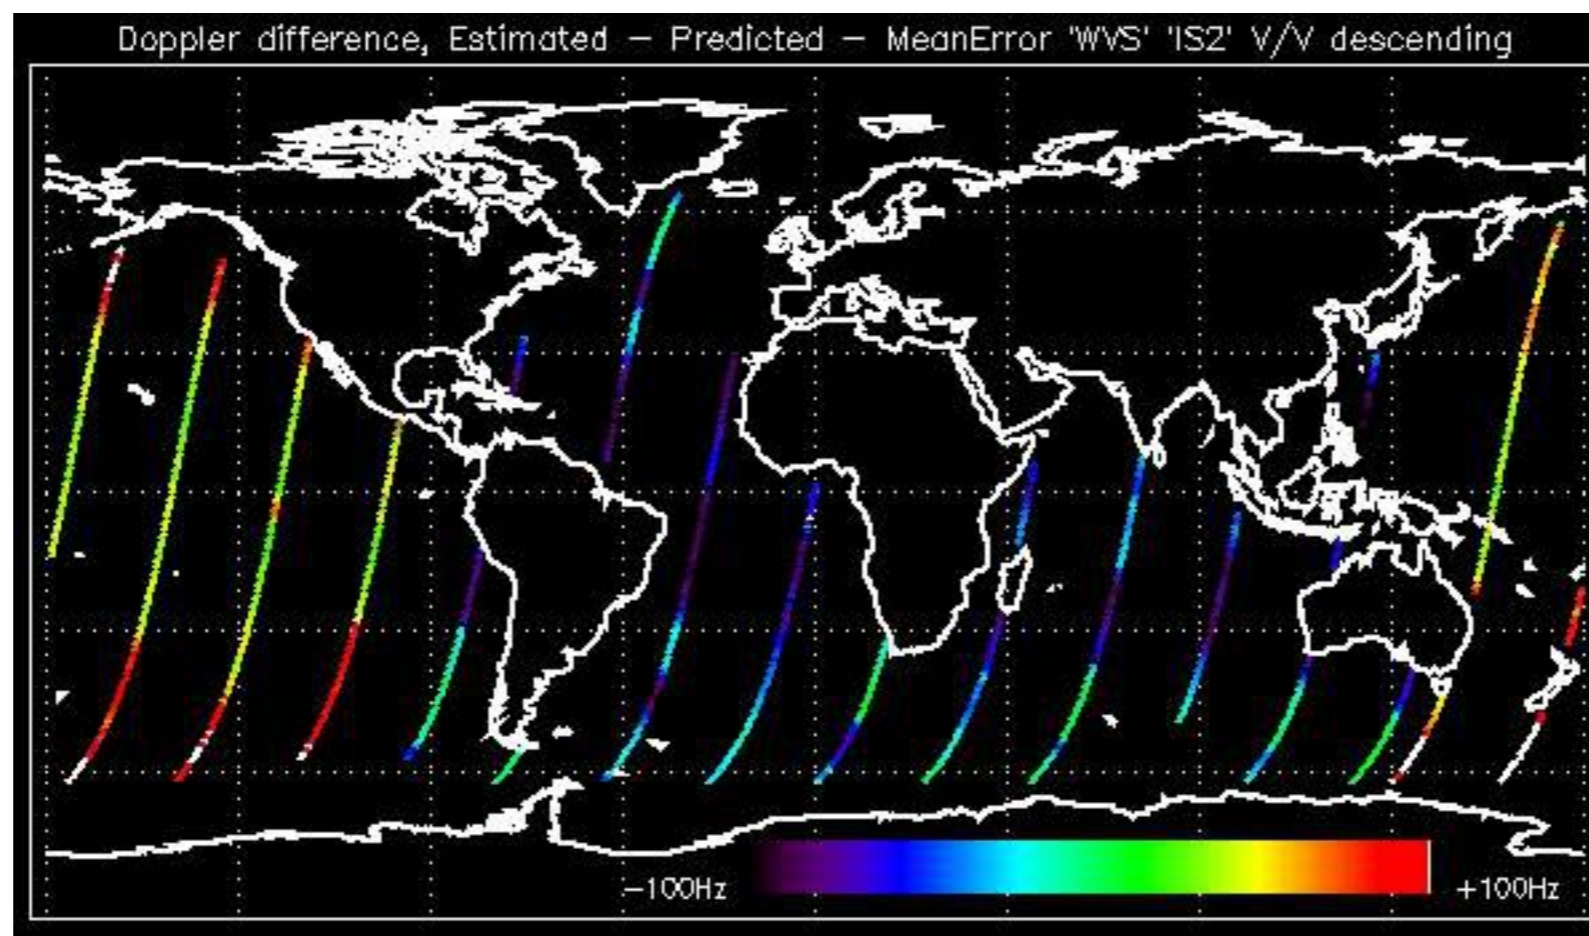 Doppler difference, Estimated – Predicted – MeanError 'WVS' 'IS2' V/V descending
–100Hz
+100Hz